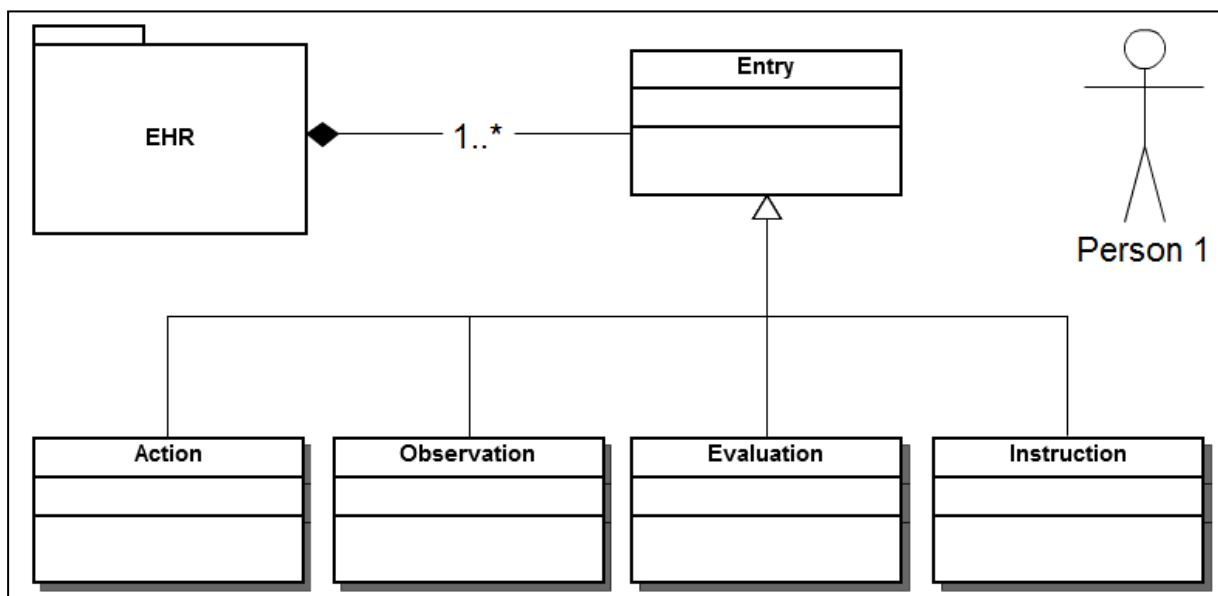 Entry
EHR
1..*
Person 1
Action
Observation
Evaluation
Instruction